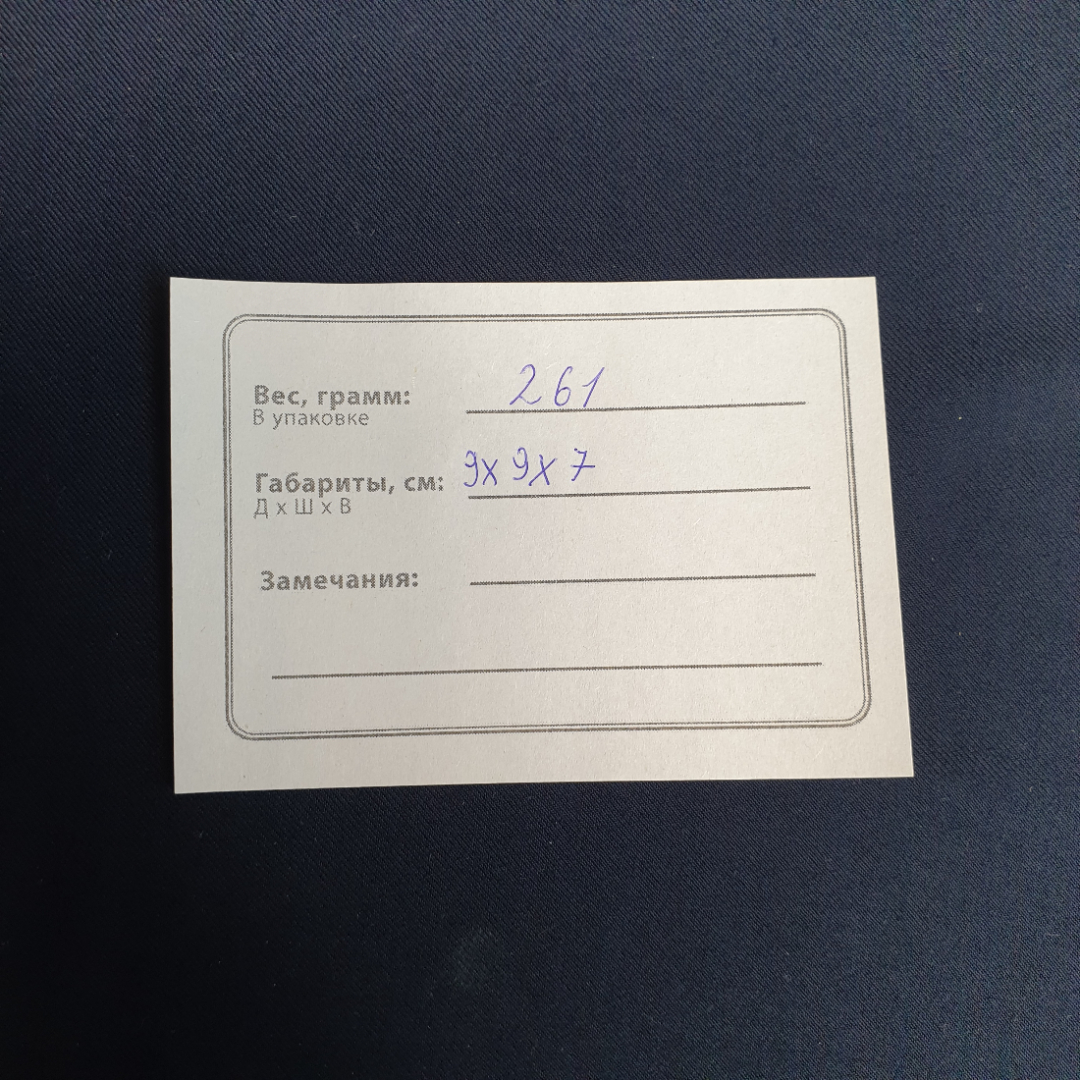 Вес, грамм: 261
В упаковке
Габариты, см: 9х9х7
Д х Ш х В
Замечания: